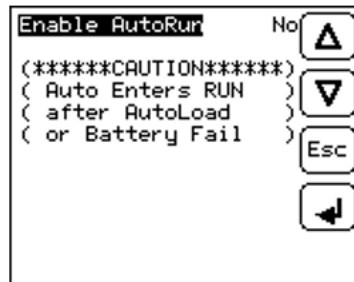 Enable AutoRun No
(******CAUTION******)
( Auto Enters RUN )
( after AutoLoad )
( or Battery Fail )
Esc